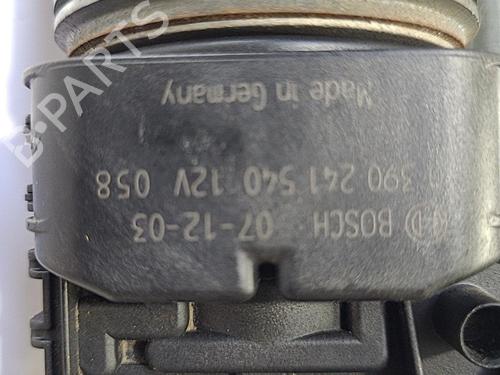 BOSCH 07-12-03
390 241 540 12V 058
Made in Germany
B-PARTS